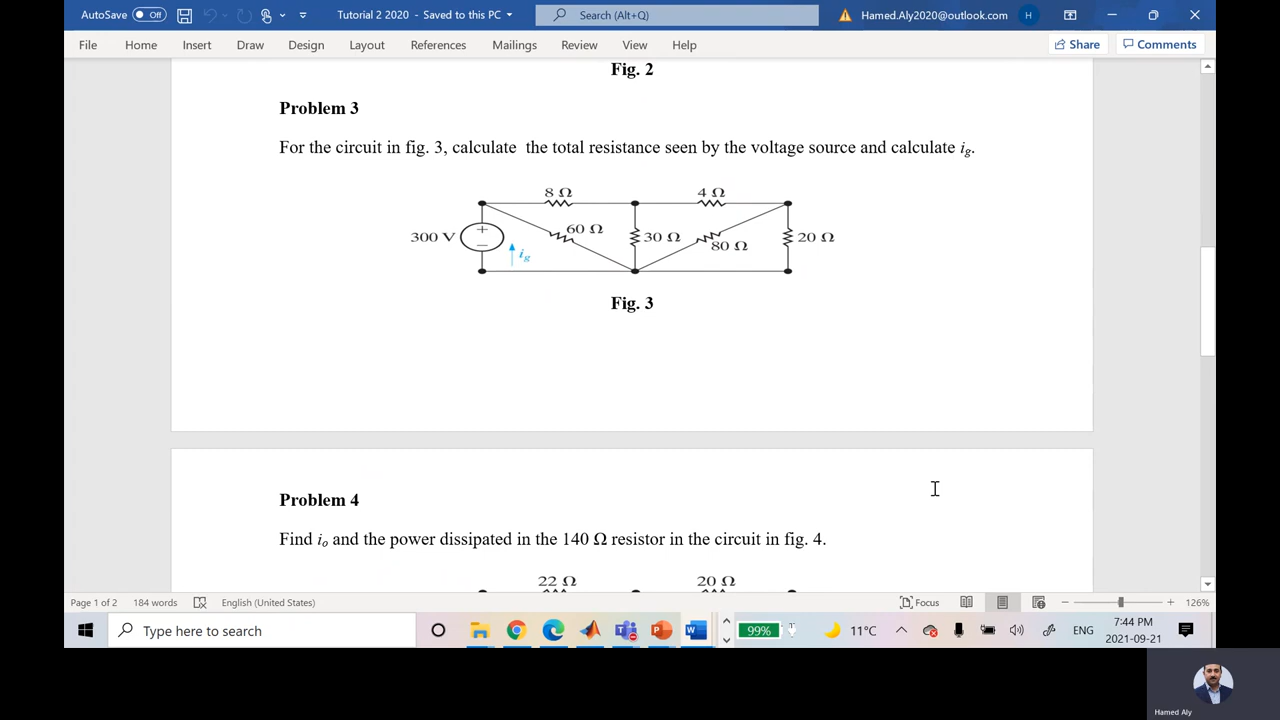 AutoSave Off Tutorial 2 2020 - Saved to this PC Search (Alt+Q) Hamed.Aly2020@outlook.com H
File Home Insert Draw Design Layout References Mailings Review View Help Share Comments
Fig. 2
Problem 3
For the circuit in fig. 3, calculate the total resistance seen by the voltage source and calculate ig.
8 Ω 4 Ω
300 V + − ig 60 Ω 30 Ω 80 Ω 20 Ω
Fig. 3
Problem 4
Find io and the power dissipated in the 140 Ω resistor in the circuit in fig. 4.
22 Ω 20 Ω
Page 1 of 2 184 words English (United States) Focus 126%
Type here to search 99% 11°C ENG 7:44 PM
2021-09-21
Hamed Aly